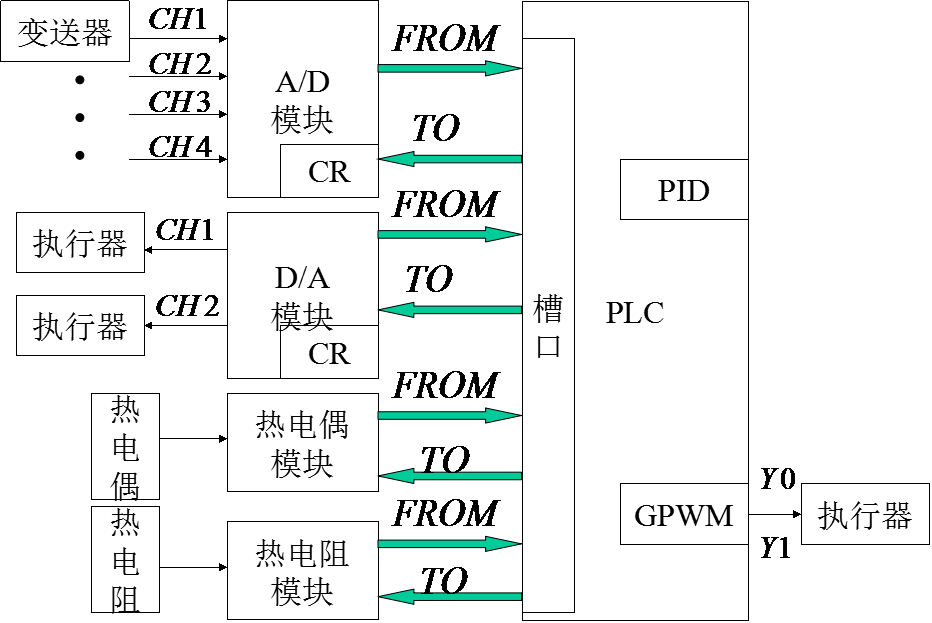 变送器
CH1
CH2
CH3
CH4
A/D
模块
CR
FROM
TO
执行器
CH1
执行器
CH2
D/A
模块
CR
FROM
TO
热
电
偶
热电偶
模块
FROM
TO
热
电
阻
热电阻
模块
FROM
TO
槽
口
PLC
PID
GPWM
Y0
Y1
执行器